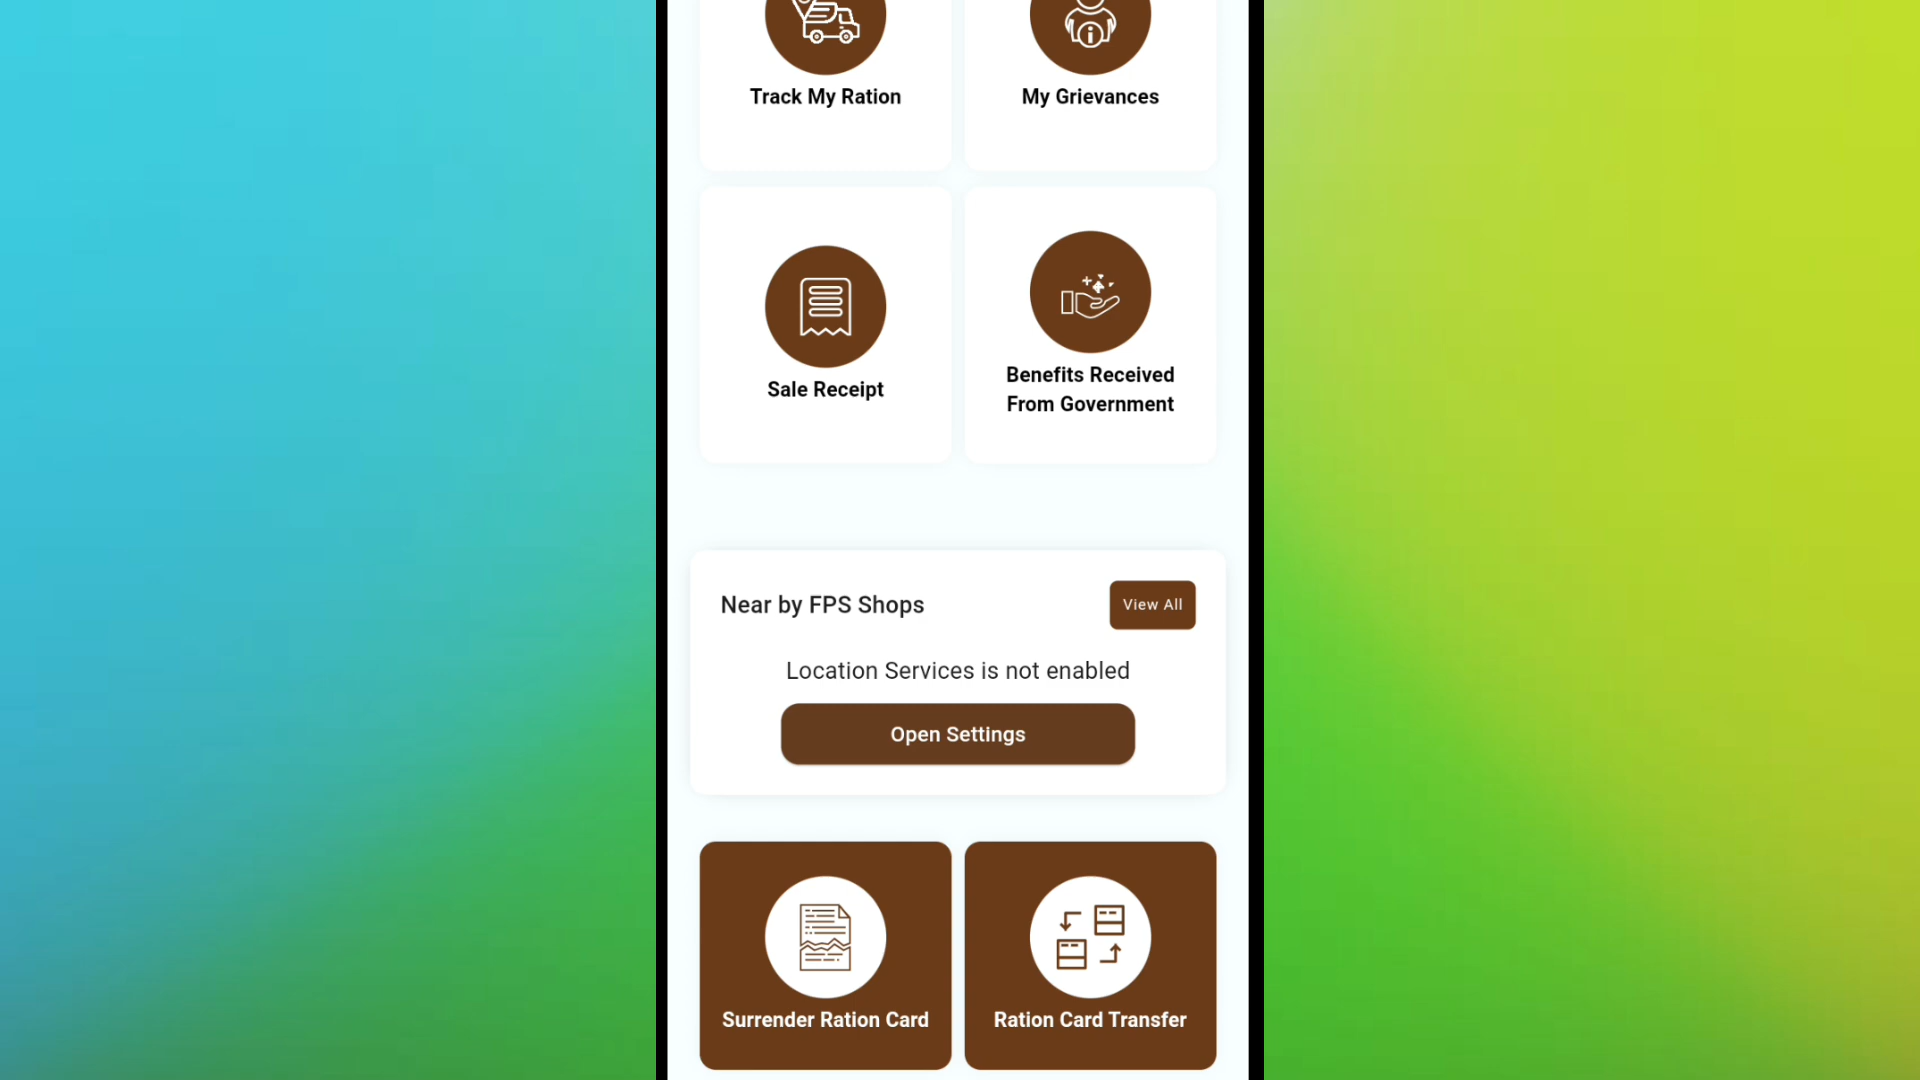 Track My Ration
My Grievances
Sale Receipt
Benefits Received
From Government
Near by FPS Shops
View All
Location Services is not enabled
Open Settings
Surrender Ration Card
Ration Card Transfer